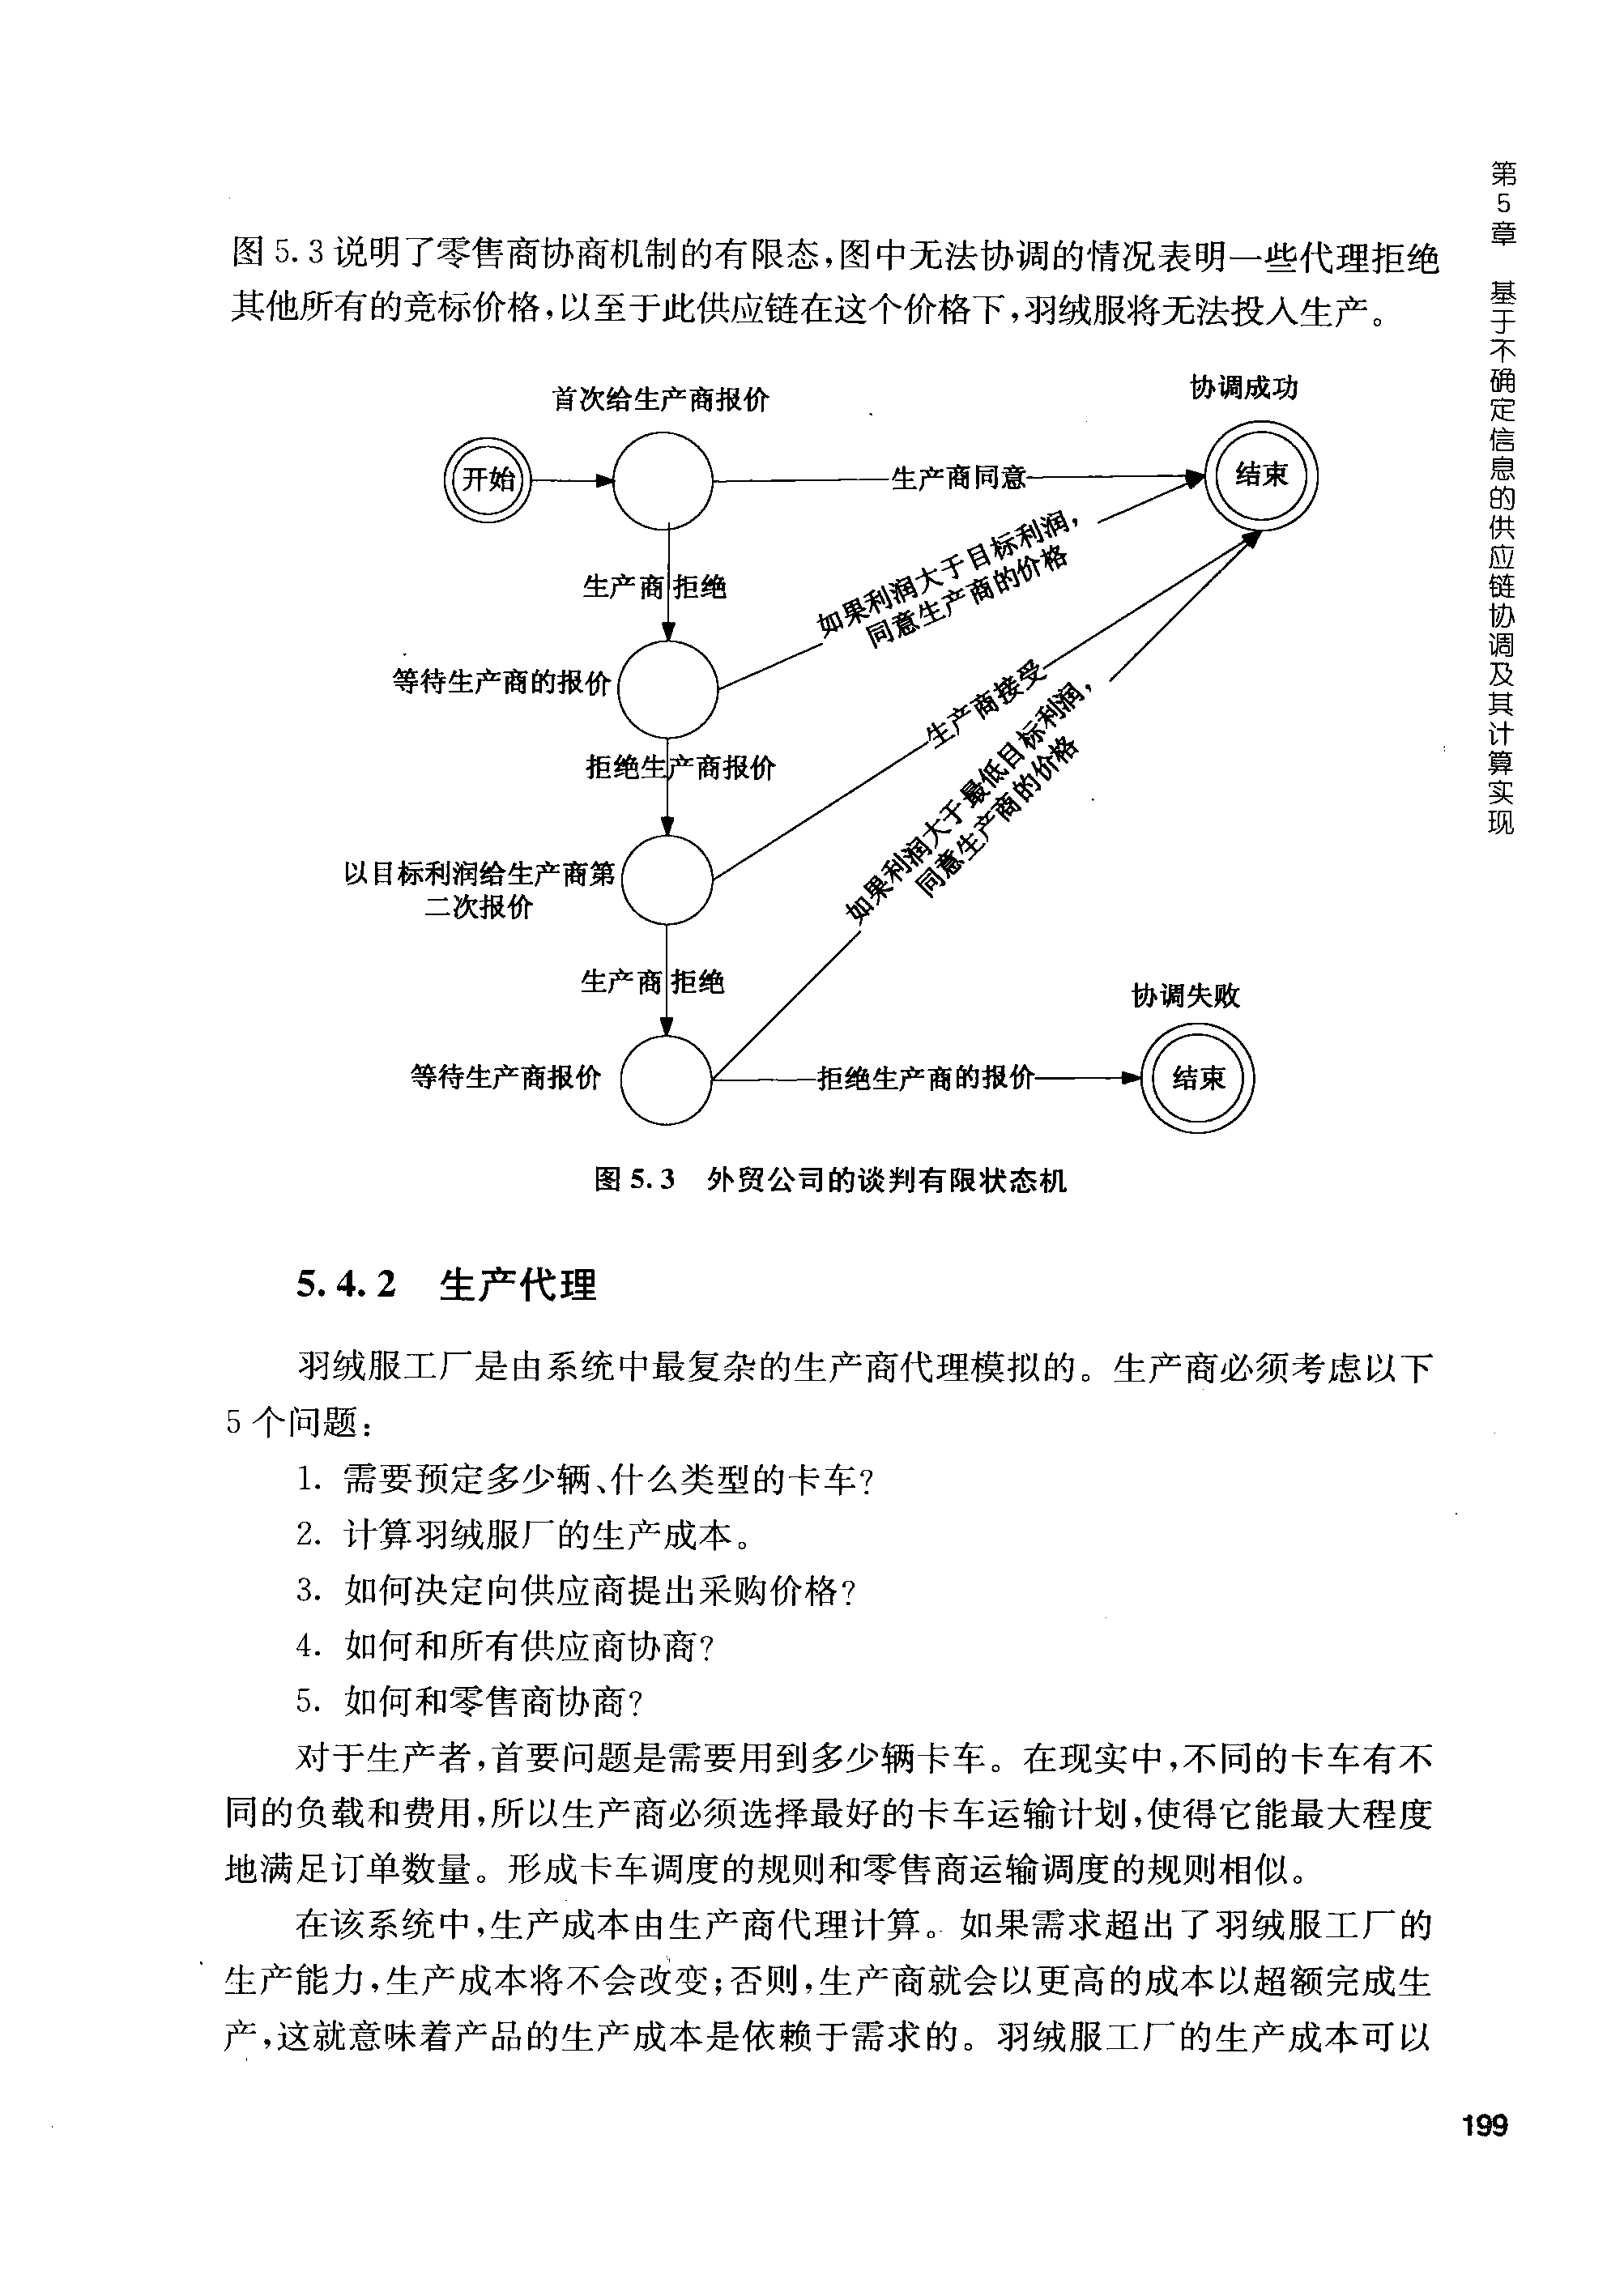 第5章 基于不确定信息的供应链协调及其计算实现
图5.3说明了零售商协商机制的有限态,图中无法协调的情况表明一些代理拒绝
其他所有的竞标价格,以至于此供应链在这个价格下,羽绒服将无法投入生产。
首次给生产商报价
协调成功
开始
生产商同意
结束
如果利润大于目标利润,
同意生产商的价格
生产商拒绝
等待生产商的报价
生产商接受
拒绝生产商报价
如果利润大于最低目标利润,
同意生产商的价格
以目标利润给生产商第
二次报价
生产商拒绝
协调失败
等待生产商报价
拒绝生产商的报价
结束
图5.3 外贸公司的谈判有限状态机
5.4.2 生产代理
羽绒服工厂是由系统中最复杂的生产商代理模拟的。生产商必须考虑以下
5个问题:
1. 需要预定多少辆、什么类型的卡车?
2. 计算羽绒服厂的生产成本。
3. 如何决定向供应商提出采购价格?
4. 如何和所有供应商协商?
5. 如何和零售商协商?
对于生产者,首要问题是需要用到多少辆卡车。在现实中,不同的卡车有不
同的负载和费用,所以生产商必须选择最好的卡车运输计划,使得它能最大程度
地满足订单数量。形成卡车调度的规则和零售商运输调度的规则相似。
在该系统中,生产成本由生产商代理计算。如果需求超出了羽绒服工厂的
生产能力,生产成本将不会改变;否则,生产商就会以更高的成本以超额完成生
产,这就意味着产品的生产成本是依赖于需求的。羽绒服工厂的生产成本可以
199